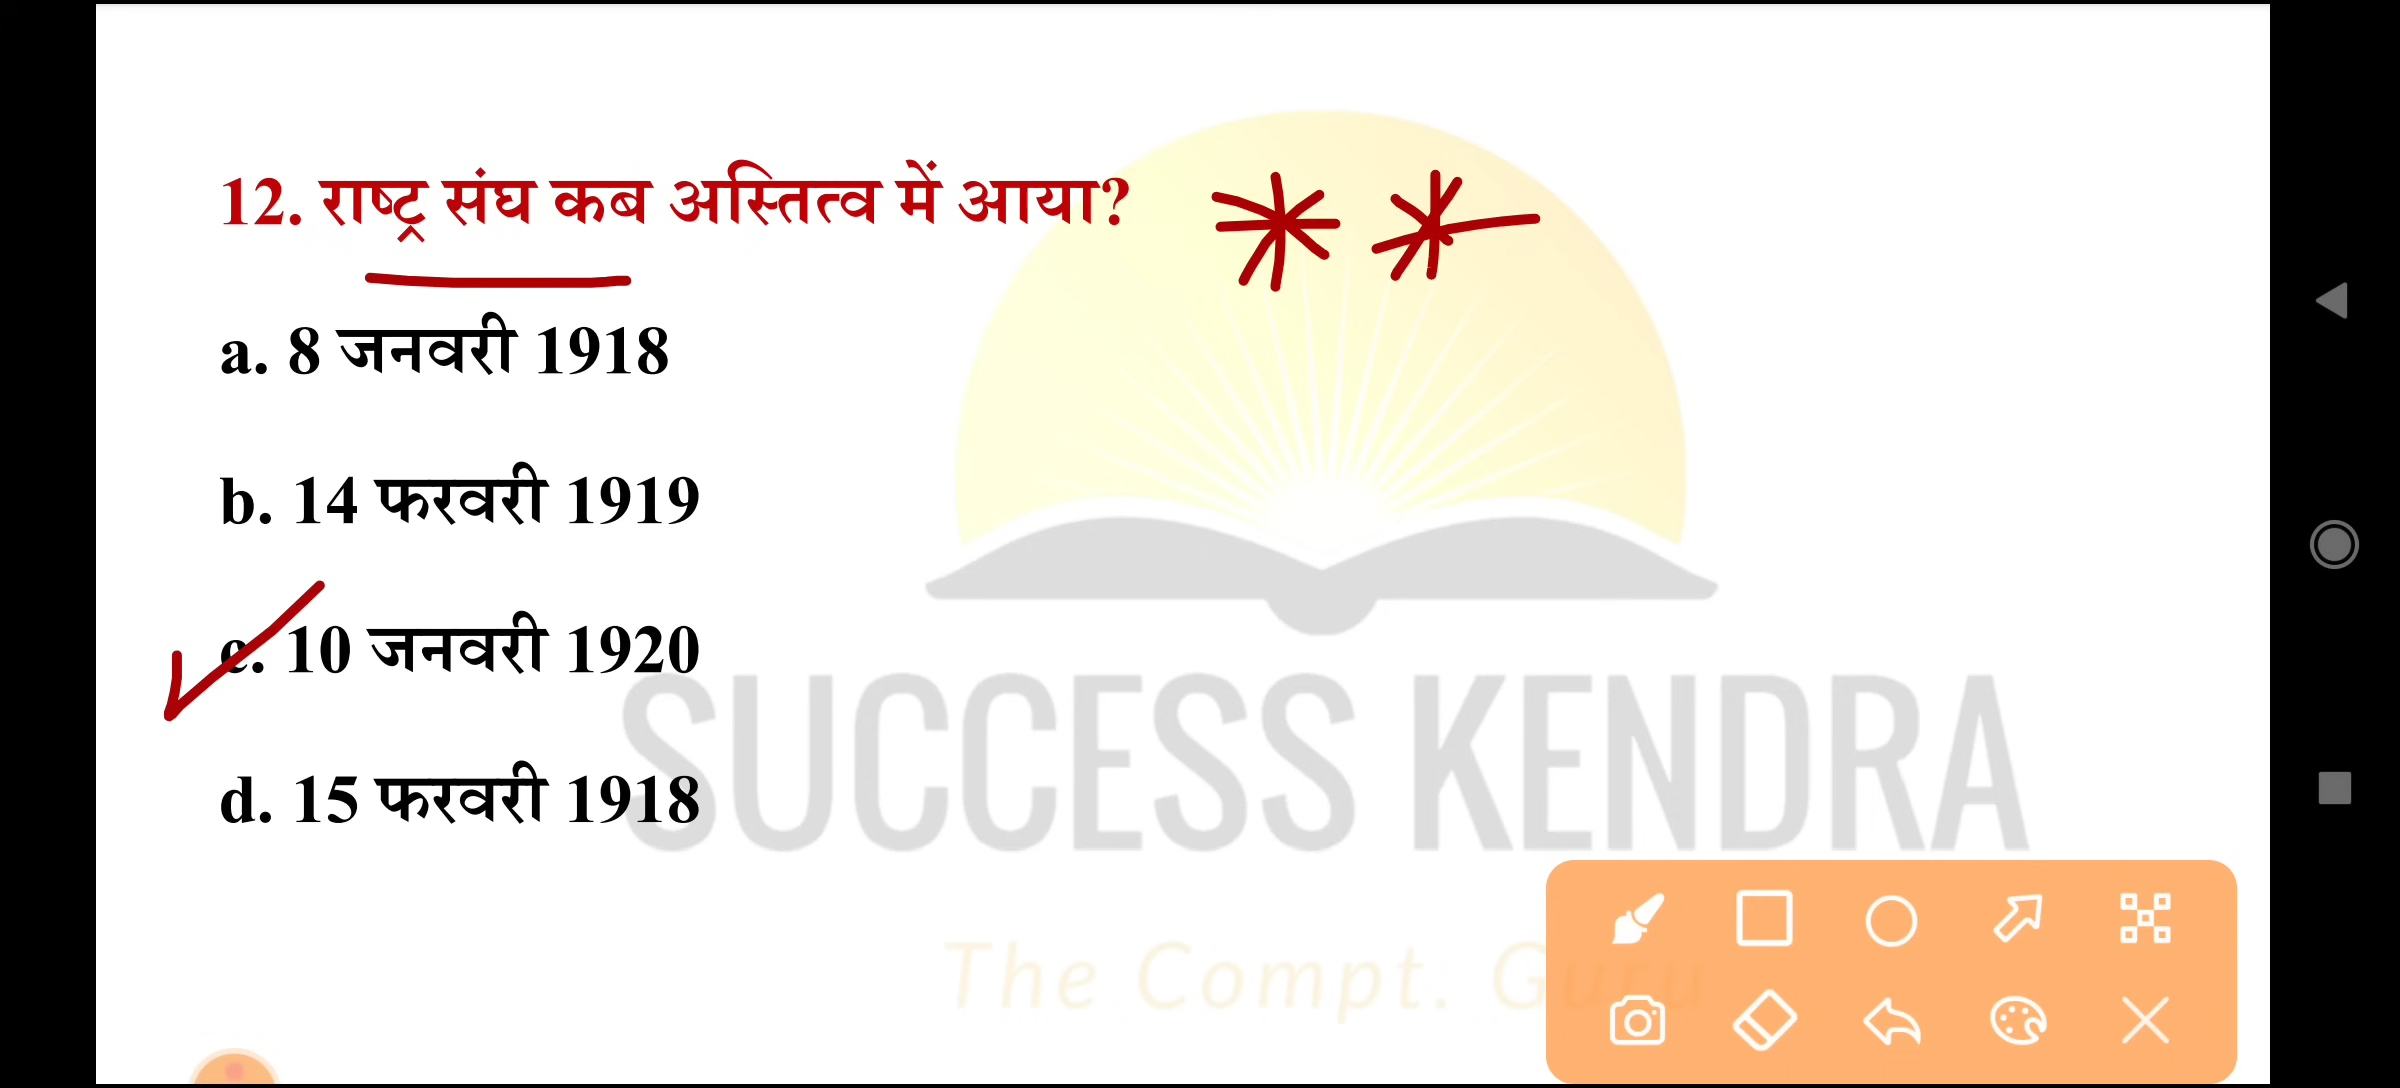 12. राष्ट्र संघ कब अस्तित्व में आया?
a. 8 जनवरी 1918
b. 14 फरवरी 1919
c. 10 जनवरी 1920
d. 15 फरवरी 1918
SUCCESS KENDRA
The Compt. Guru